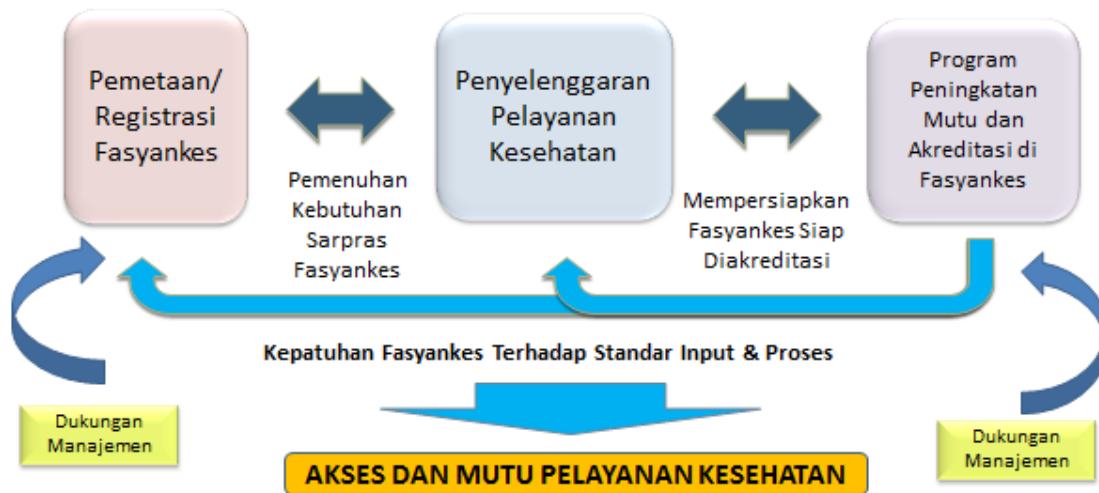 Pemetaan/
Registrasi
Fasyankes
Penyelenggaran
Pelayanan
Kesehatan
Program
Peningkatan
Mutu dan
Akreditasi di
Fasyankes
Pemenuhan
Kebutuhan
Sarpras
Fasyankes
Mempersiapkan
Fasyankes Siap
Diakreditasi
Kepatuhan Fasyankes Terhadap Standar Input & Proses
Dukungan
Manajemen
Dukungan
Manajemen
AKSES DAN MUTU PELAYANAN KESEHATAN